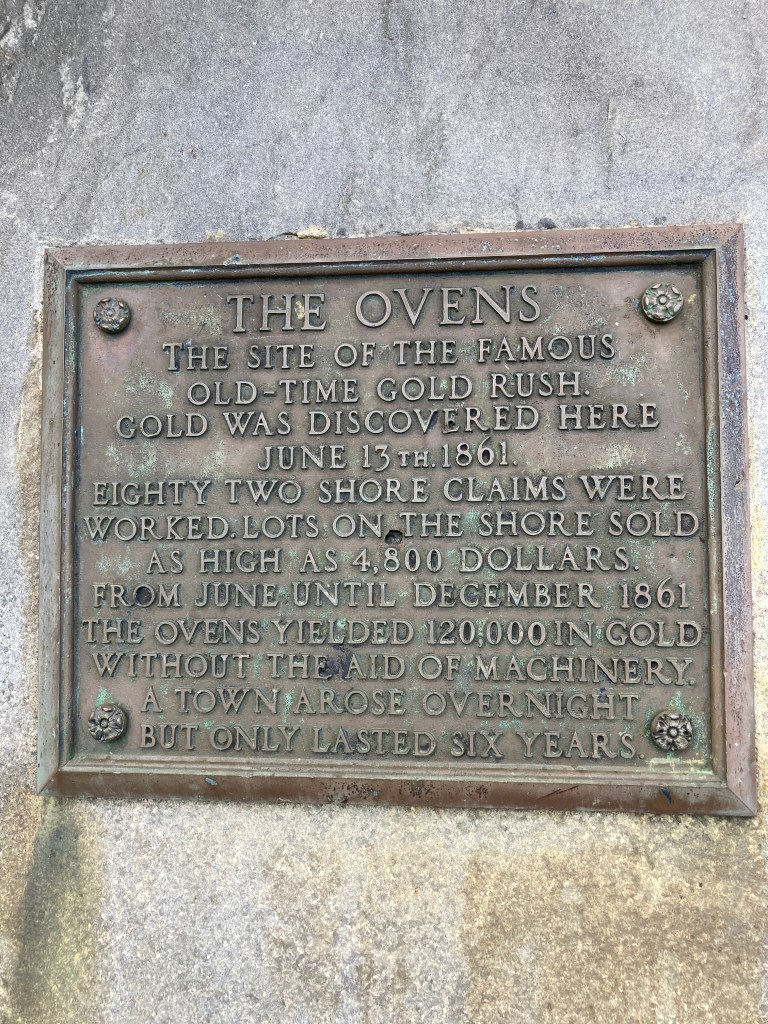 THE OVENS
THE SITE OF THE FAMOUS
OLD-TIME GOLD RUSH.
GOLD WAS DISCOVERED HERE
JUNE 13TH.1861.
EIGHTY TWO SHORE CLAIMS WERE
WORKED. LOTS ON THE SHORE SOLD
AS HIGH AS 4,800 DOLLARS.
FROM JUNE UNTIL DECEMBER 1861
THE OVENS YIELDED 120,000 IN GOLD
WITHOUT THE AID OF MACHINERY.
A TOWN AROSE OVERNIGHT
BUT ONLY LASTED SIX YEARS.